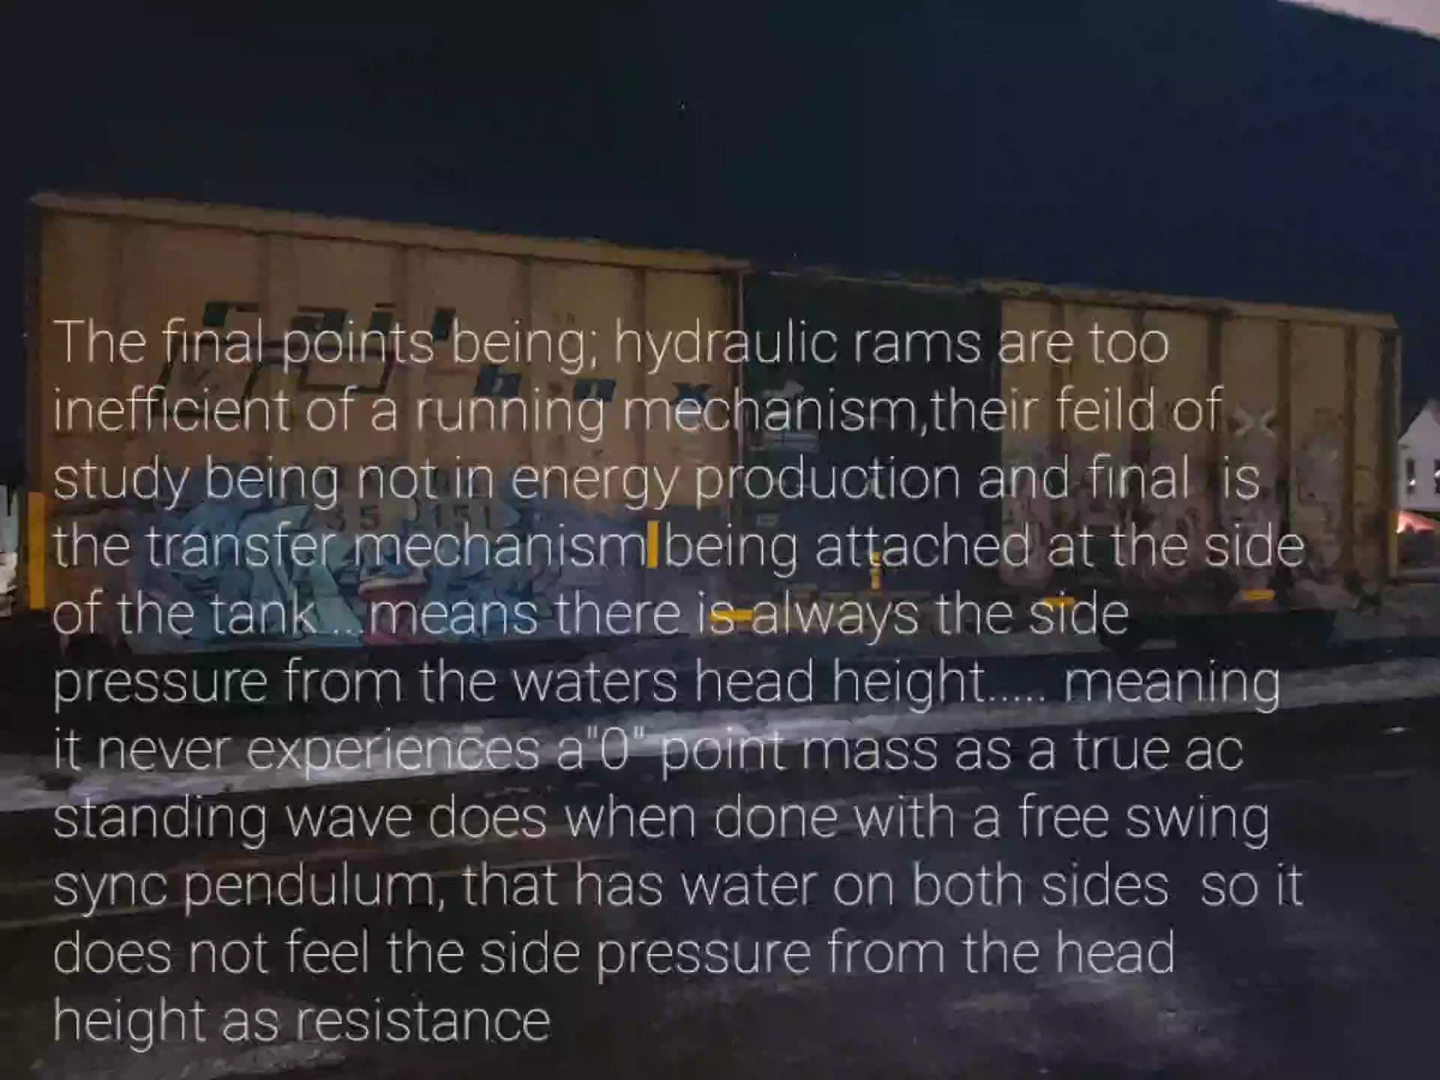 The final points being; hydraulic rams are too
inefficient of a running mechanism,their feild of
study being not in energy production and final  is
the transfer mechanism being attached at the side
of the tank ...means there is always the side
pressure from the waters head height..... meaning
it never experiences a"0" point mass as a true ac
standing wave does when done with a free swing
sync pendulum, that has water on both sides  so it
does not feel the side pressure from the head
height as resistance
rail
box
151